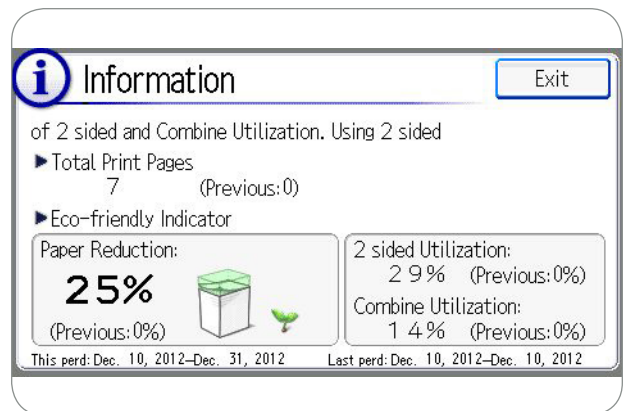 i Information
Exit
of 2 sided and Combine Utilization. Using 2 sided
▶Total Print Pages
7 (Previous:0)
▶Eco-friendly Indicator
Paper Reduction:
25%
(Previous:0%)
2 sided Utilization:
29% (Previous:0%)
Combine Utilization:
14% (Previous:0%)
This perd: Dec. 10, 2012–Dec. 31, 2012
Last perd: Dec. 10, 2012–Dec. 10, 2012